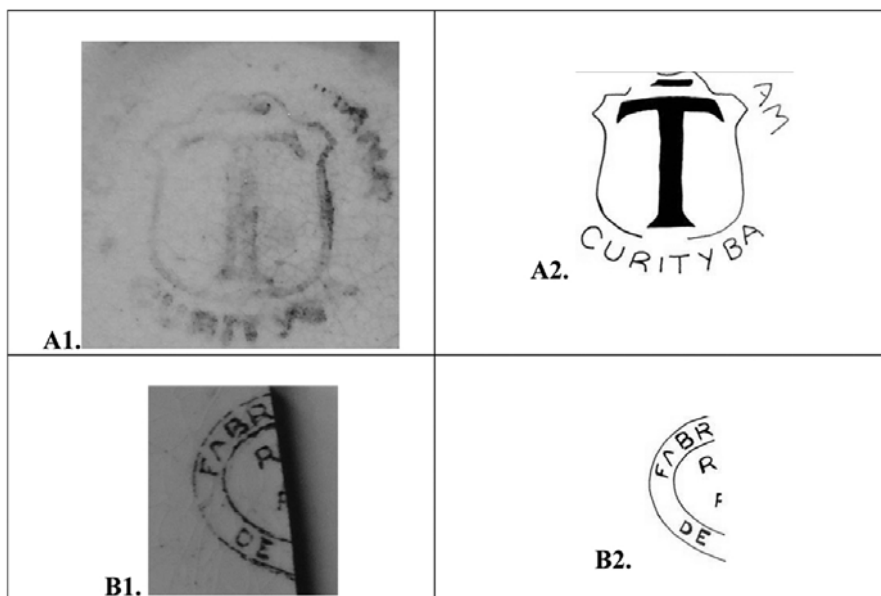 A1.
T
AM
CURITYBA
A2.
FABR
R
DE
B1.
FABR
R
F
DE
B2.